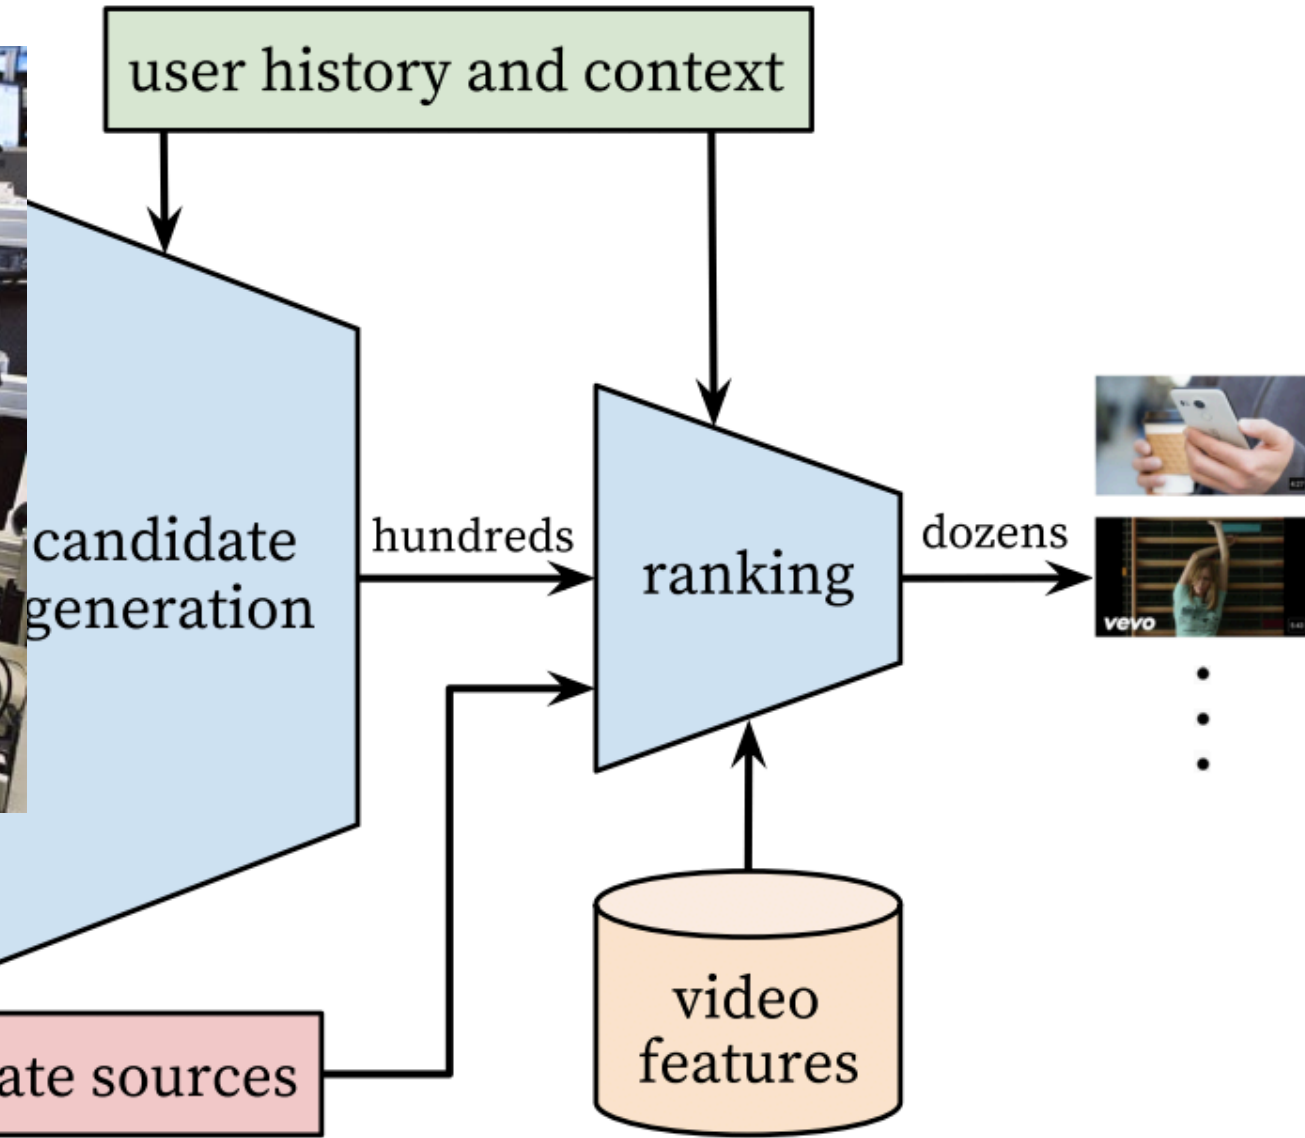 user history and context
candidate
generation
hundreds
ranking
dozens
vevo
video
features
ate sources